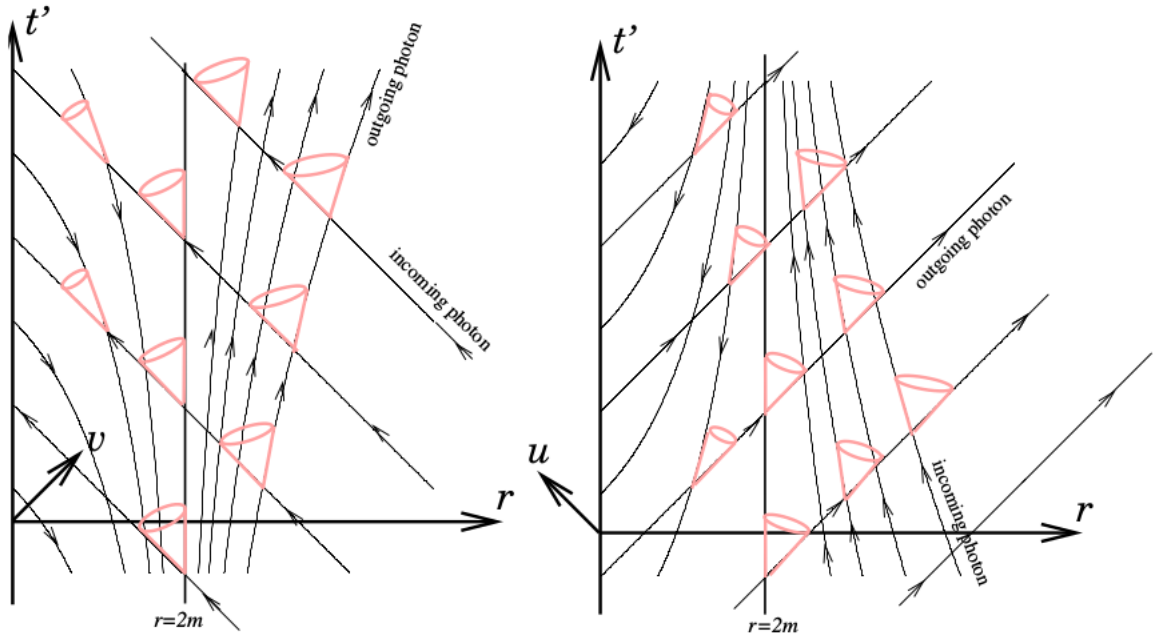 t’
outgoing photon
incoming photon
v
r
r=2m
t’
outgoing photon
u
r
incoming photon
r=2m